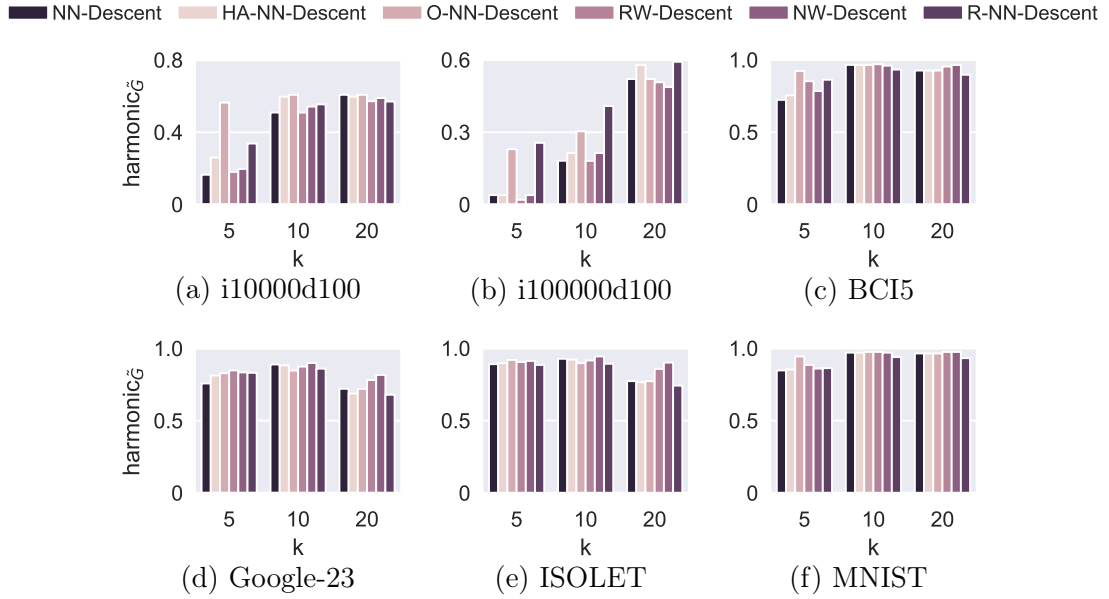 NN-Descent HA-NN-Descent O-NN-Descent RW-Descent NW-Descent R-NN-Descent
0.8 0.6 1.0
harmonic_G̃ 0.4 0.3 0.5
0 0 0
5 10 20 5 10 20 5 10 20
k k k
(a) i10000d100 (b) i100000d100 (c) BCI5
1.0 1.0 1.0
harmonic_G̃ 0.5 0.5 0.5
0 0 0
5 10 20 5 10 20 5 10 20
k k k
(d) Google-23 (e) ISOLET (f) MNIST